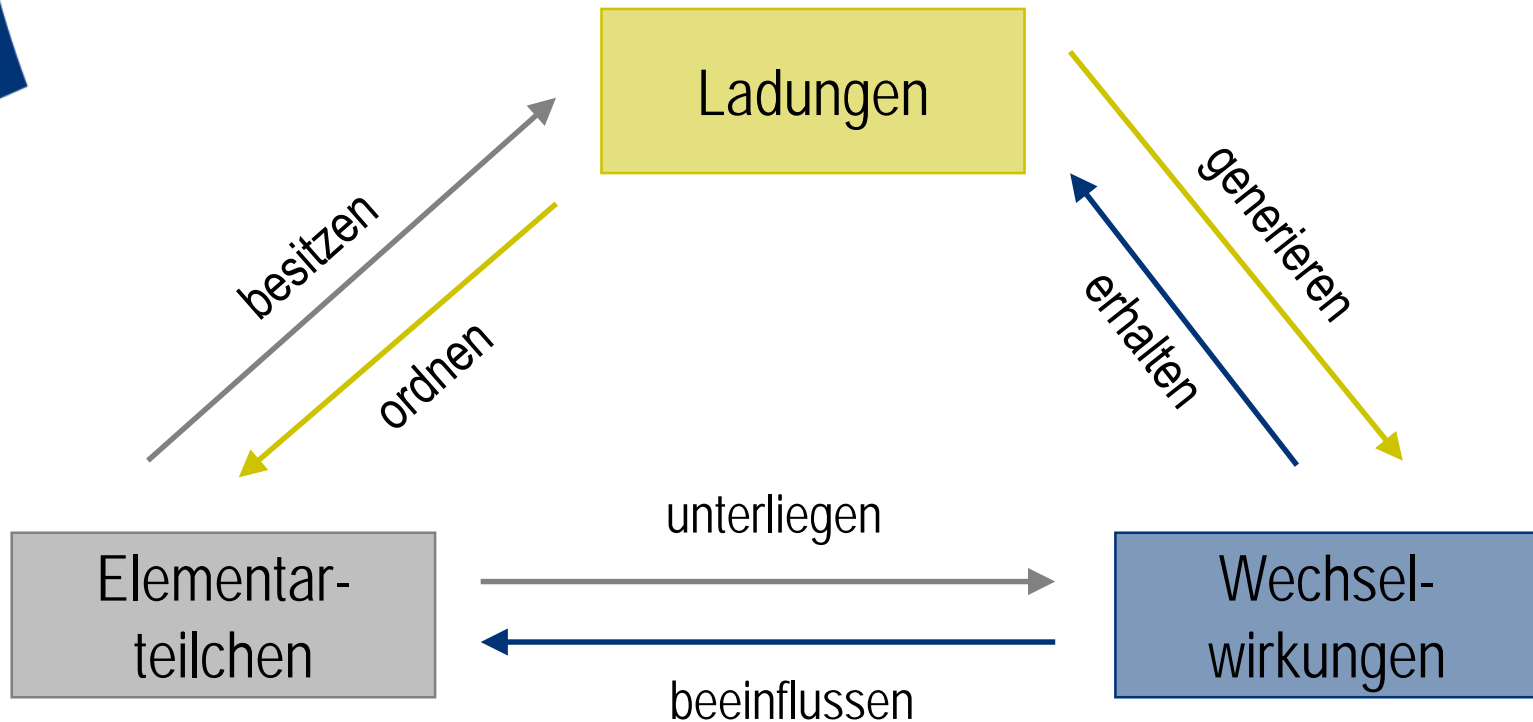 Ladungen
besitzen
ordnen
generieren
erhalten
unterliegen
Elementar-
teilchen
Wechsel-
wirkungen
beeinflussen